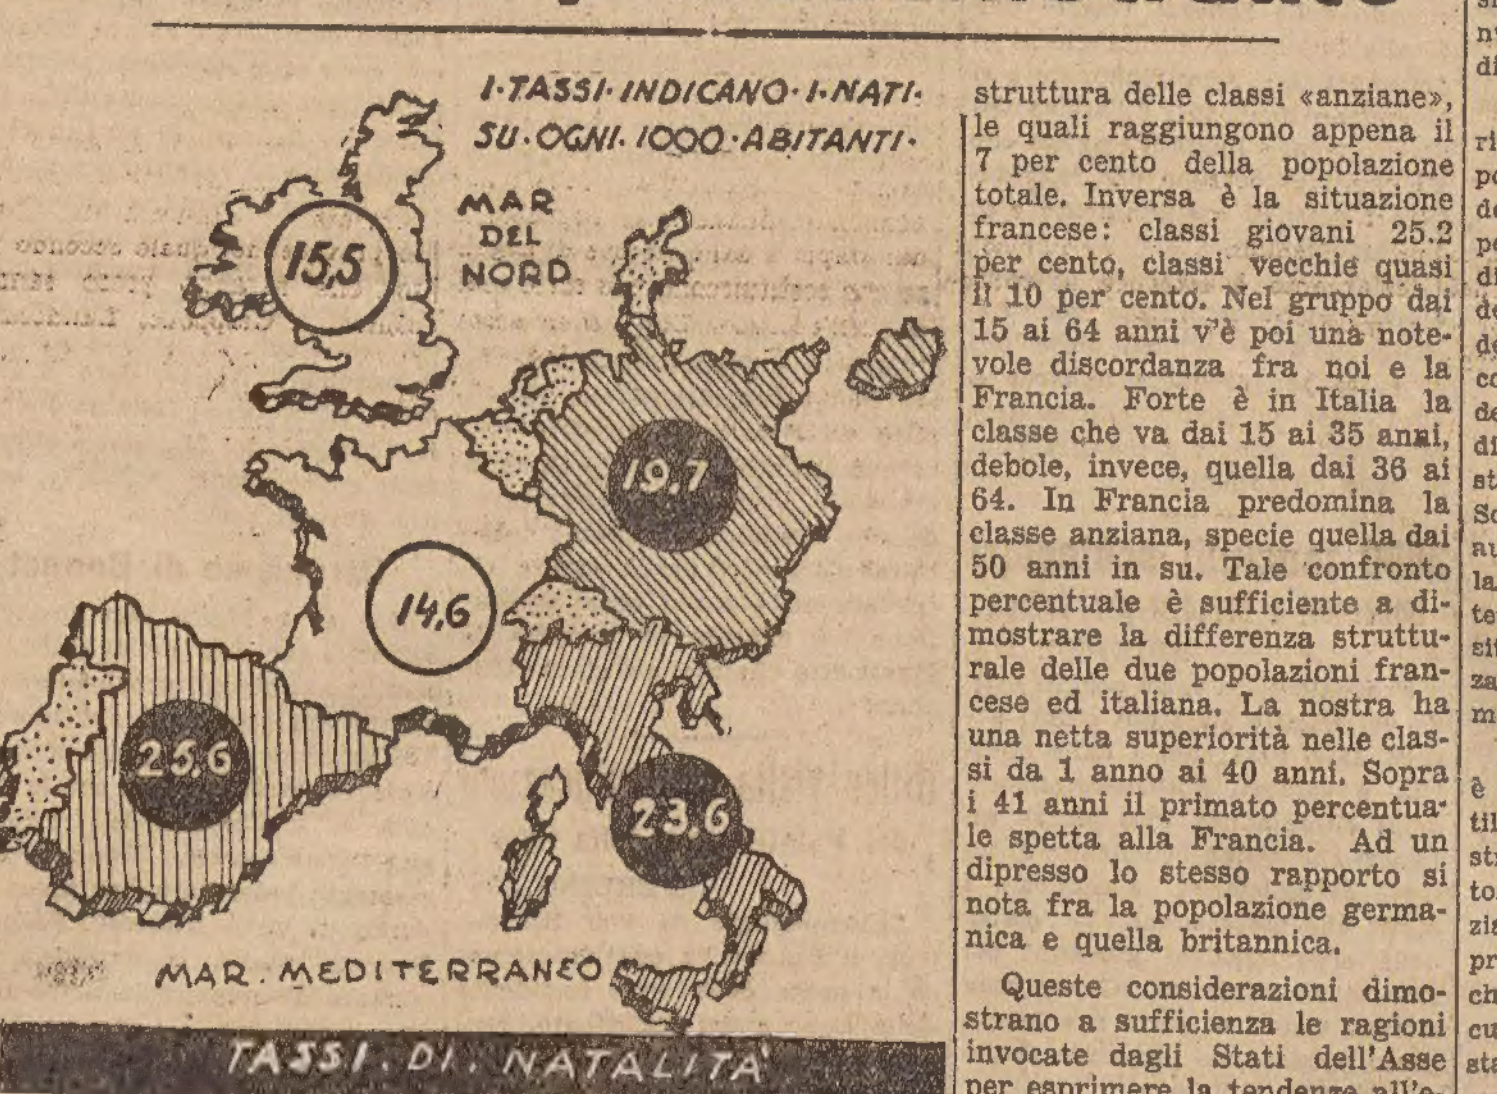 I·TASSI·INDICANO·I·NATI·
SU·OGNI·1000·ABITANTI·
MAR
DEL
NORD
15,5
19,7
14,6
25.6
23.6
MAR. MEDITERRANEO
TASSI. DI. NATALITA'
struttura delle classi «anziane»,
le quali raggiungono appena il
7 per cento della popolazione
totale. Inversa è la situazione
francese: classi giovani 25.2
per cento, classi vecchie quasi
il 10 per cento. Nel gruppo dai
15 ai 64 anni v'è poi una note-
vole discordanza fra noi e la
Francia. Forte è in Italia la
classe che va dai 15 ai 35 anni,
debole, invece, quella dai 36 ai
64. In Francia predomina la
classe anziana, specie quella dai
50 anni in su. Tale confronto
percentuale è sufficiente a di-
mostrare la differenza struttu-
rale delle due popolazioni fran-
cese ed italiana. La nostra ha
una netta superiorità nelle clas-
si da 1 anno ai 40 anni. Sopra
i 41 anni il primato percentua-
le spetta alla Francia. Ad un
dipresso lo stesso rapporto si
nota fra la popolazione germa-
nica e quella britannica.
Queste considerazioni dimo-
strano a sufficienza le ragioni
invocate dagli Stati dell'Asse
per esprimere la tendenza all'e-